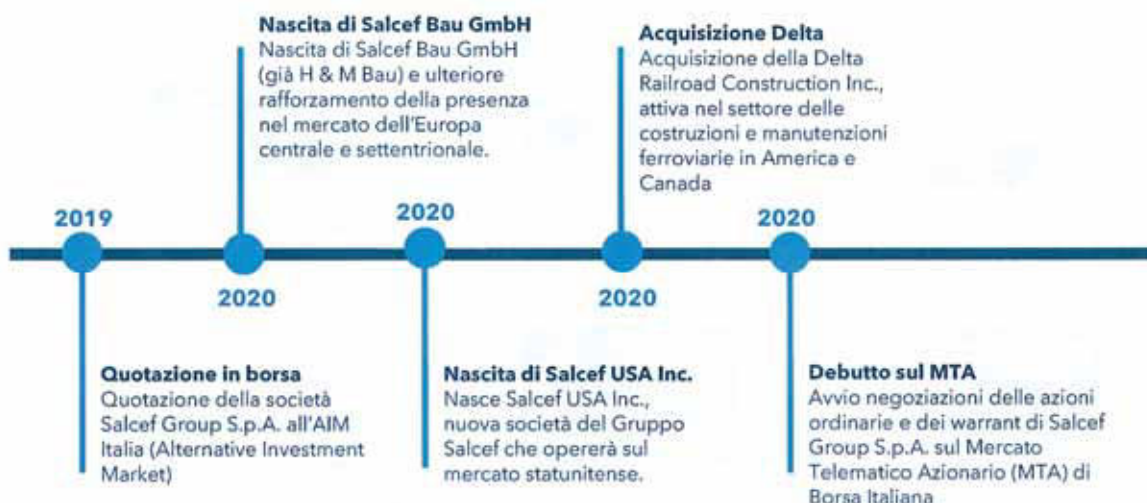 Nascita di Salcef Bau GmbH
Nascita di Salcef Bau GmbH
(già H & M Bau) e ulteriore
rafforzamento della presenza
nel mercato dell'Europa
centrale e settentrionale.
Acquisizione Delta
Acquisizione della Delta
Railroad Construction Inc.,
attiva nel settore delle
costruzioni e manutenzioni
ferroviarie in America e
Canada
2019
2020
2020
2020
2020
Quotazione in borsa
Quotazione della società
Salcef Group S.p.A. all'AIM
Italia (Alternative Investment
Market)
Nascita di Salcef USA Inc.
Nasce Salcef USA Inc.,
nuova società del Gruppo
Salcef che opererà sul
mercato statunitense.
Debutto sul MTA
Avvio negoziazioni delle azioni
ordinarie e dei warrant di Salcef
Group S.p.A. sul Mercato
Telematico Azionario (MTA) di
Borsa Italiana